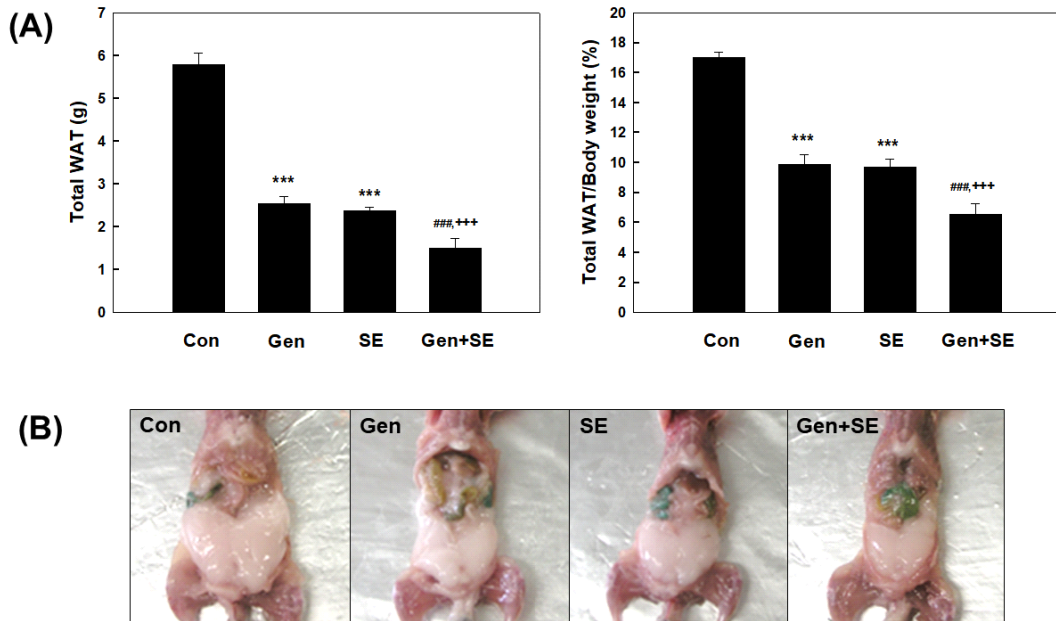 (A)
Total WAT (g)
7
6
5
4
3
2
1
0
***
***
###,+++
Con
Gen
SE
Gen+SE
Total WAT/Body weight (%)
20
18
16
14
12
10
8
6
4
2
0
***
***
###,+++
Con
Gen
SE
Gen+SE
(B)
Con
Gen
SE
Gen+SE